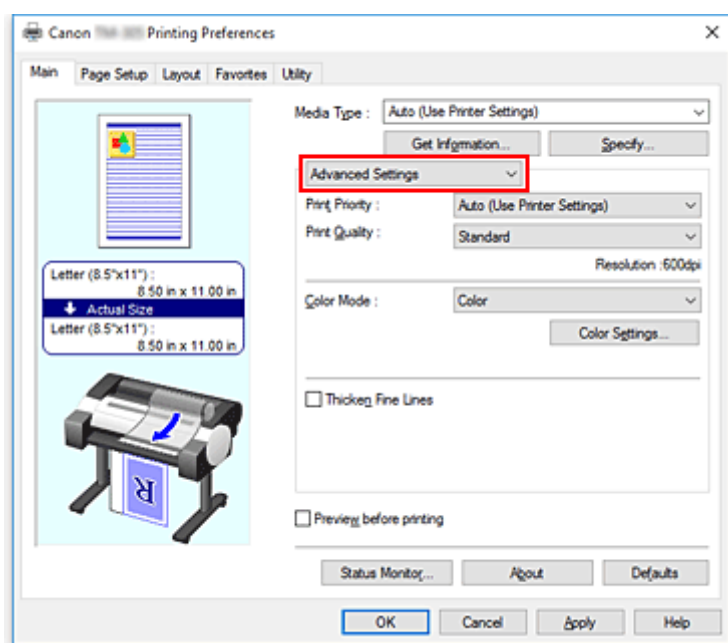 Canon Printing Preferences
Main Page Setup Layout Favorites Utility
Media Type : Auto (Use Printer Settings)
Get Information... Specify...
Advanced Settings
Print Priority : Auto (Use Printer Settings)
Print Quality : Standard
Resolution :600dpi
Letter (8.5"x11") :
8.50 in x 11.00 in
Actual Size
Letter (8.5"x11") :
8.50 in x 11.00 in
Color Mode : Color
Color Settings...
Thicken Fine Lines
R
Preview before printing
Status Monitor... About Defaults
OK Cancel Apply Help